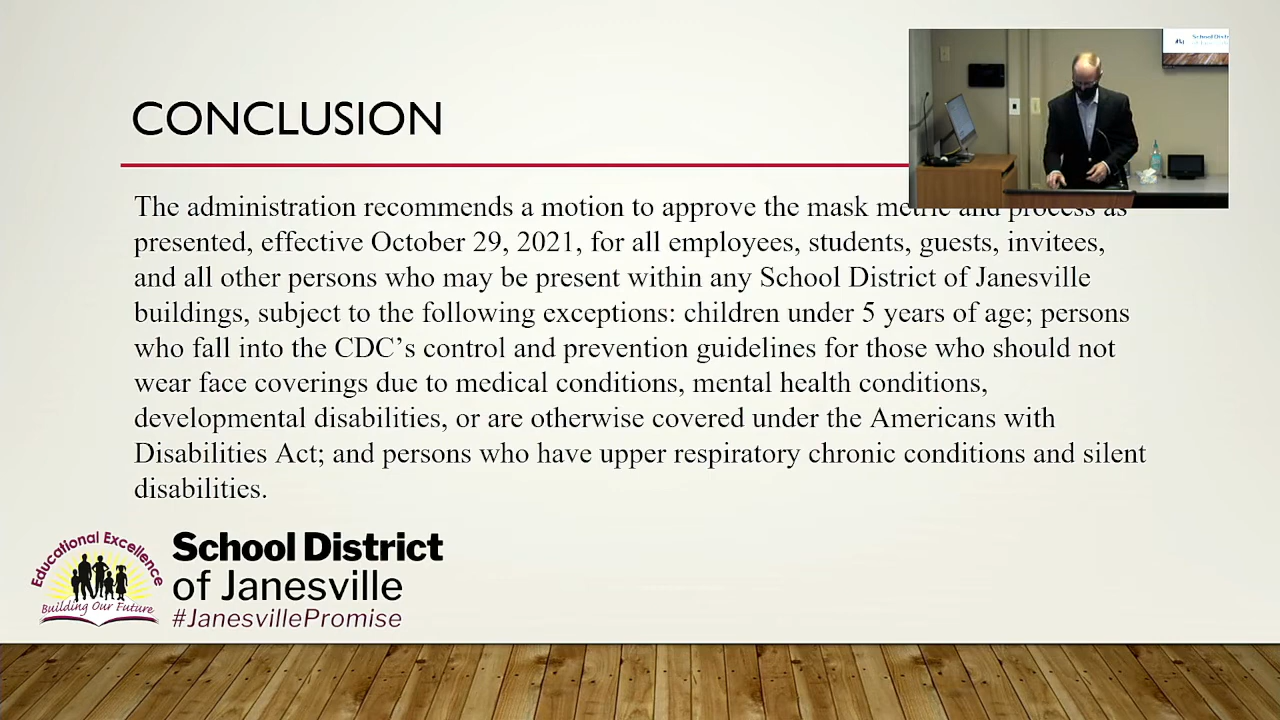 CONCLUSION
The administration recommends a motion to approve the mask metric and process as
presented, effective October 29, 2021, for all employees, students, guests, invitees,
and all other persons who may be present within any School District of Janesville
buildings, subject to the following exceptions: children under 5 years of age; persons
who fall into the CDC’s control and prevention guidelines for those who should not
wear face coverings due to medical conditions, mental health conditions,
developmental disabilities, or are otherwise covered under the Americans with
Disabilities Act; and persons who have upper respiratory chronic conditions and silent
disabilities.
Educational Excellence
Building Our Future
School District
of Janesville
#JanesvillePromise